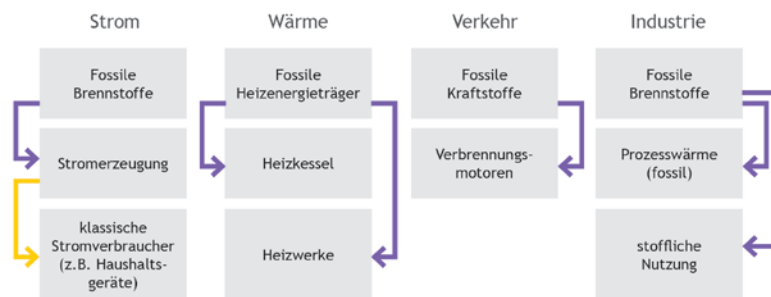 Strom
Wärme
Verkehr
Industrie
Fossile
Brennstoffe
Fossile
Heizenergieträger
Fossile
Kraftstoffe
Fossile
Brennstoffe
Stromerzeugung
Heizkessel
Verbrennungs-
motoren
Prozesswärme
(fossil)
klassische
Stromverbraucher
(z.B. Haushalts-
geräte)
Heizwerke
stoffliche
Nutzung